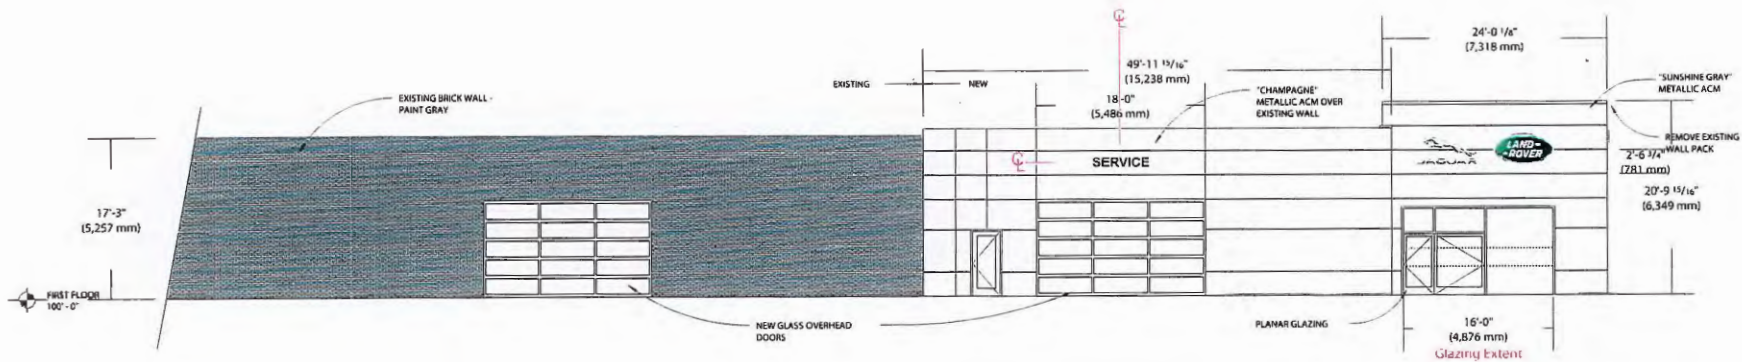 ℄
24'-0 1/8"
(7,318 mm)
49'-11 15/16"
(15,238 mm)
EXISTING
NEW
"SUNSHINE GRAY"
METALLIC ACM
EXISTING BRICK WALL -
PAINT GRAY
18'-0"
(5,486 mm)
"CHAMPAGNE"
METALLIC ACM OVER
EXISTING WALL
REMOVE EXISTING
WALL PACK
℄
SERVICE
JAGUAR
LAND-
-ROVER
2'-6 3/4"
(781 mm)
20'-9 15/16"
(6,349 mm)
17'-3"
(5,257 mm)
FIRST FLOOR
100'-0"
NEW GLASS OVERHEAD
DOORS
PLANAR GLAZING
16'-0"
(4,876 mm)
Glazing Extent